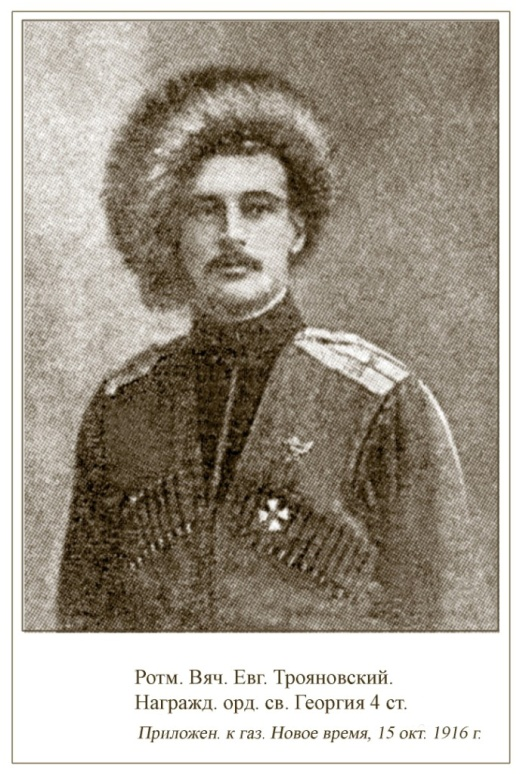 Ротм. Вяч. Евг. Трояновский.
Награжд. орд. св. Георгия 4 ст.
Приложен. к газ. Новое время, 15 окт. 1916 г.